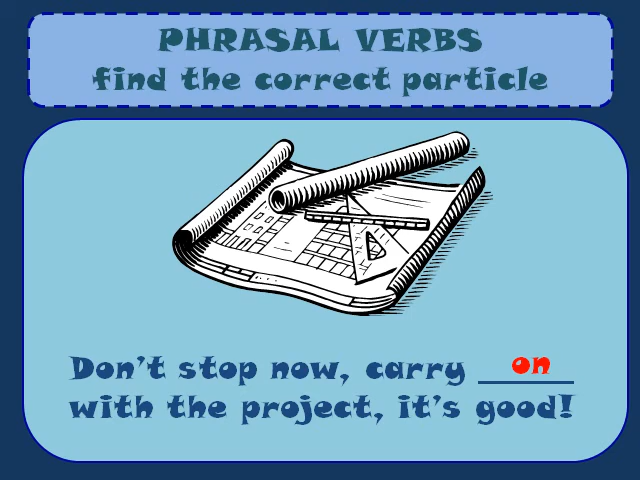 PHRASAL VERBS
find the correct particle
Don't stop now, carry on
with the project, it's good!